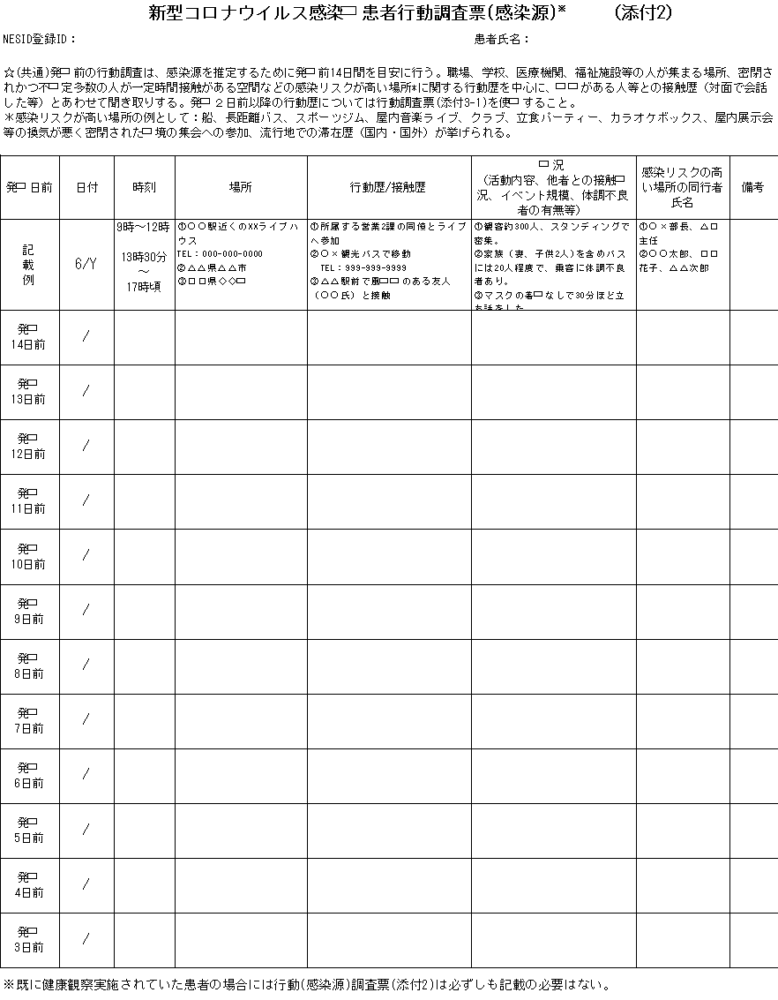 新型コロナウイルス感染□患者行動調査票(感染源)* (添付2)
NESID登録ID： 患者氏名：
☆(共通)発□前の行動調査は、感染源を推定するために発□前14日間を目安に行う。職場、学校、医療機関、福祉施設等の人が集まる場所、密閉さ
れかつ不□定多数の人が一定時間接触がある空間などの感染リスクが高い場所*に関する行動歴を中心に、□□がある人等との接触歴（対面で会話
した等）とあわせて聞き取りする。発□２日前以降の行動歴については行動調査票(添付3-1)を使□すること。
＊感染リスクが高い場所の例として：船、長距離バス、スポーツジム、屋内音楽ライブ、クラブ、立食パーティー、カラオケボックス、屋内展示会
等の換気が悪く密閉された□境の集会への参加、流行地での滞在歴（国内・国外）が挙げられる。
発□日前
日付
時刻
場所
行動歴/接触歴
□況
（活動内容、他者との接触□
況、イベント規模、体調不良
者の有無等）
感染リスクの高
い場所の同行者
氏名
備考
記
載
例
6/Y
9時～12時
13時30分
～
17時頃
①○○駅近くのXXライブハ
ウス
TEL：000-000-0000
②△△県△△市
③□□県◇◇□
①所属する営業2課の同僚とライブ
へ参加
②○×観光バスで移動
TEL：999-999-9999
③△△駅前で風□□のある友人
（○○氏）と接触
①観客約300人、スタンディングで
密集。
②家族（妻、子供2人)を含めバス
には20人程度で、乗客に体調不良
者あり。
③マスクの着□なしで30分ほど立
ち話をした
①○×部長、△□
主任
②○○太郎、□□
花子、△△次郎
発□
14日前
/
発□
13日前
/
発□
12日前
/
発□
11日前
/
発□
10日前
/
発□
9日前
/
発□
8日前
/
発□
7日前
/
発□
6日前
/
発□
5日前
/
発□
4日前
/
発□
3日前
/
※既に健康観察実施されていた患者の場合には行動(感染源)調査票(添付2)は必ずしも記載の必要はない。